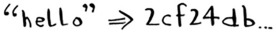 “hello” ⇒ 2cf24db...